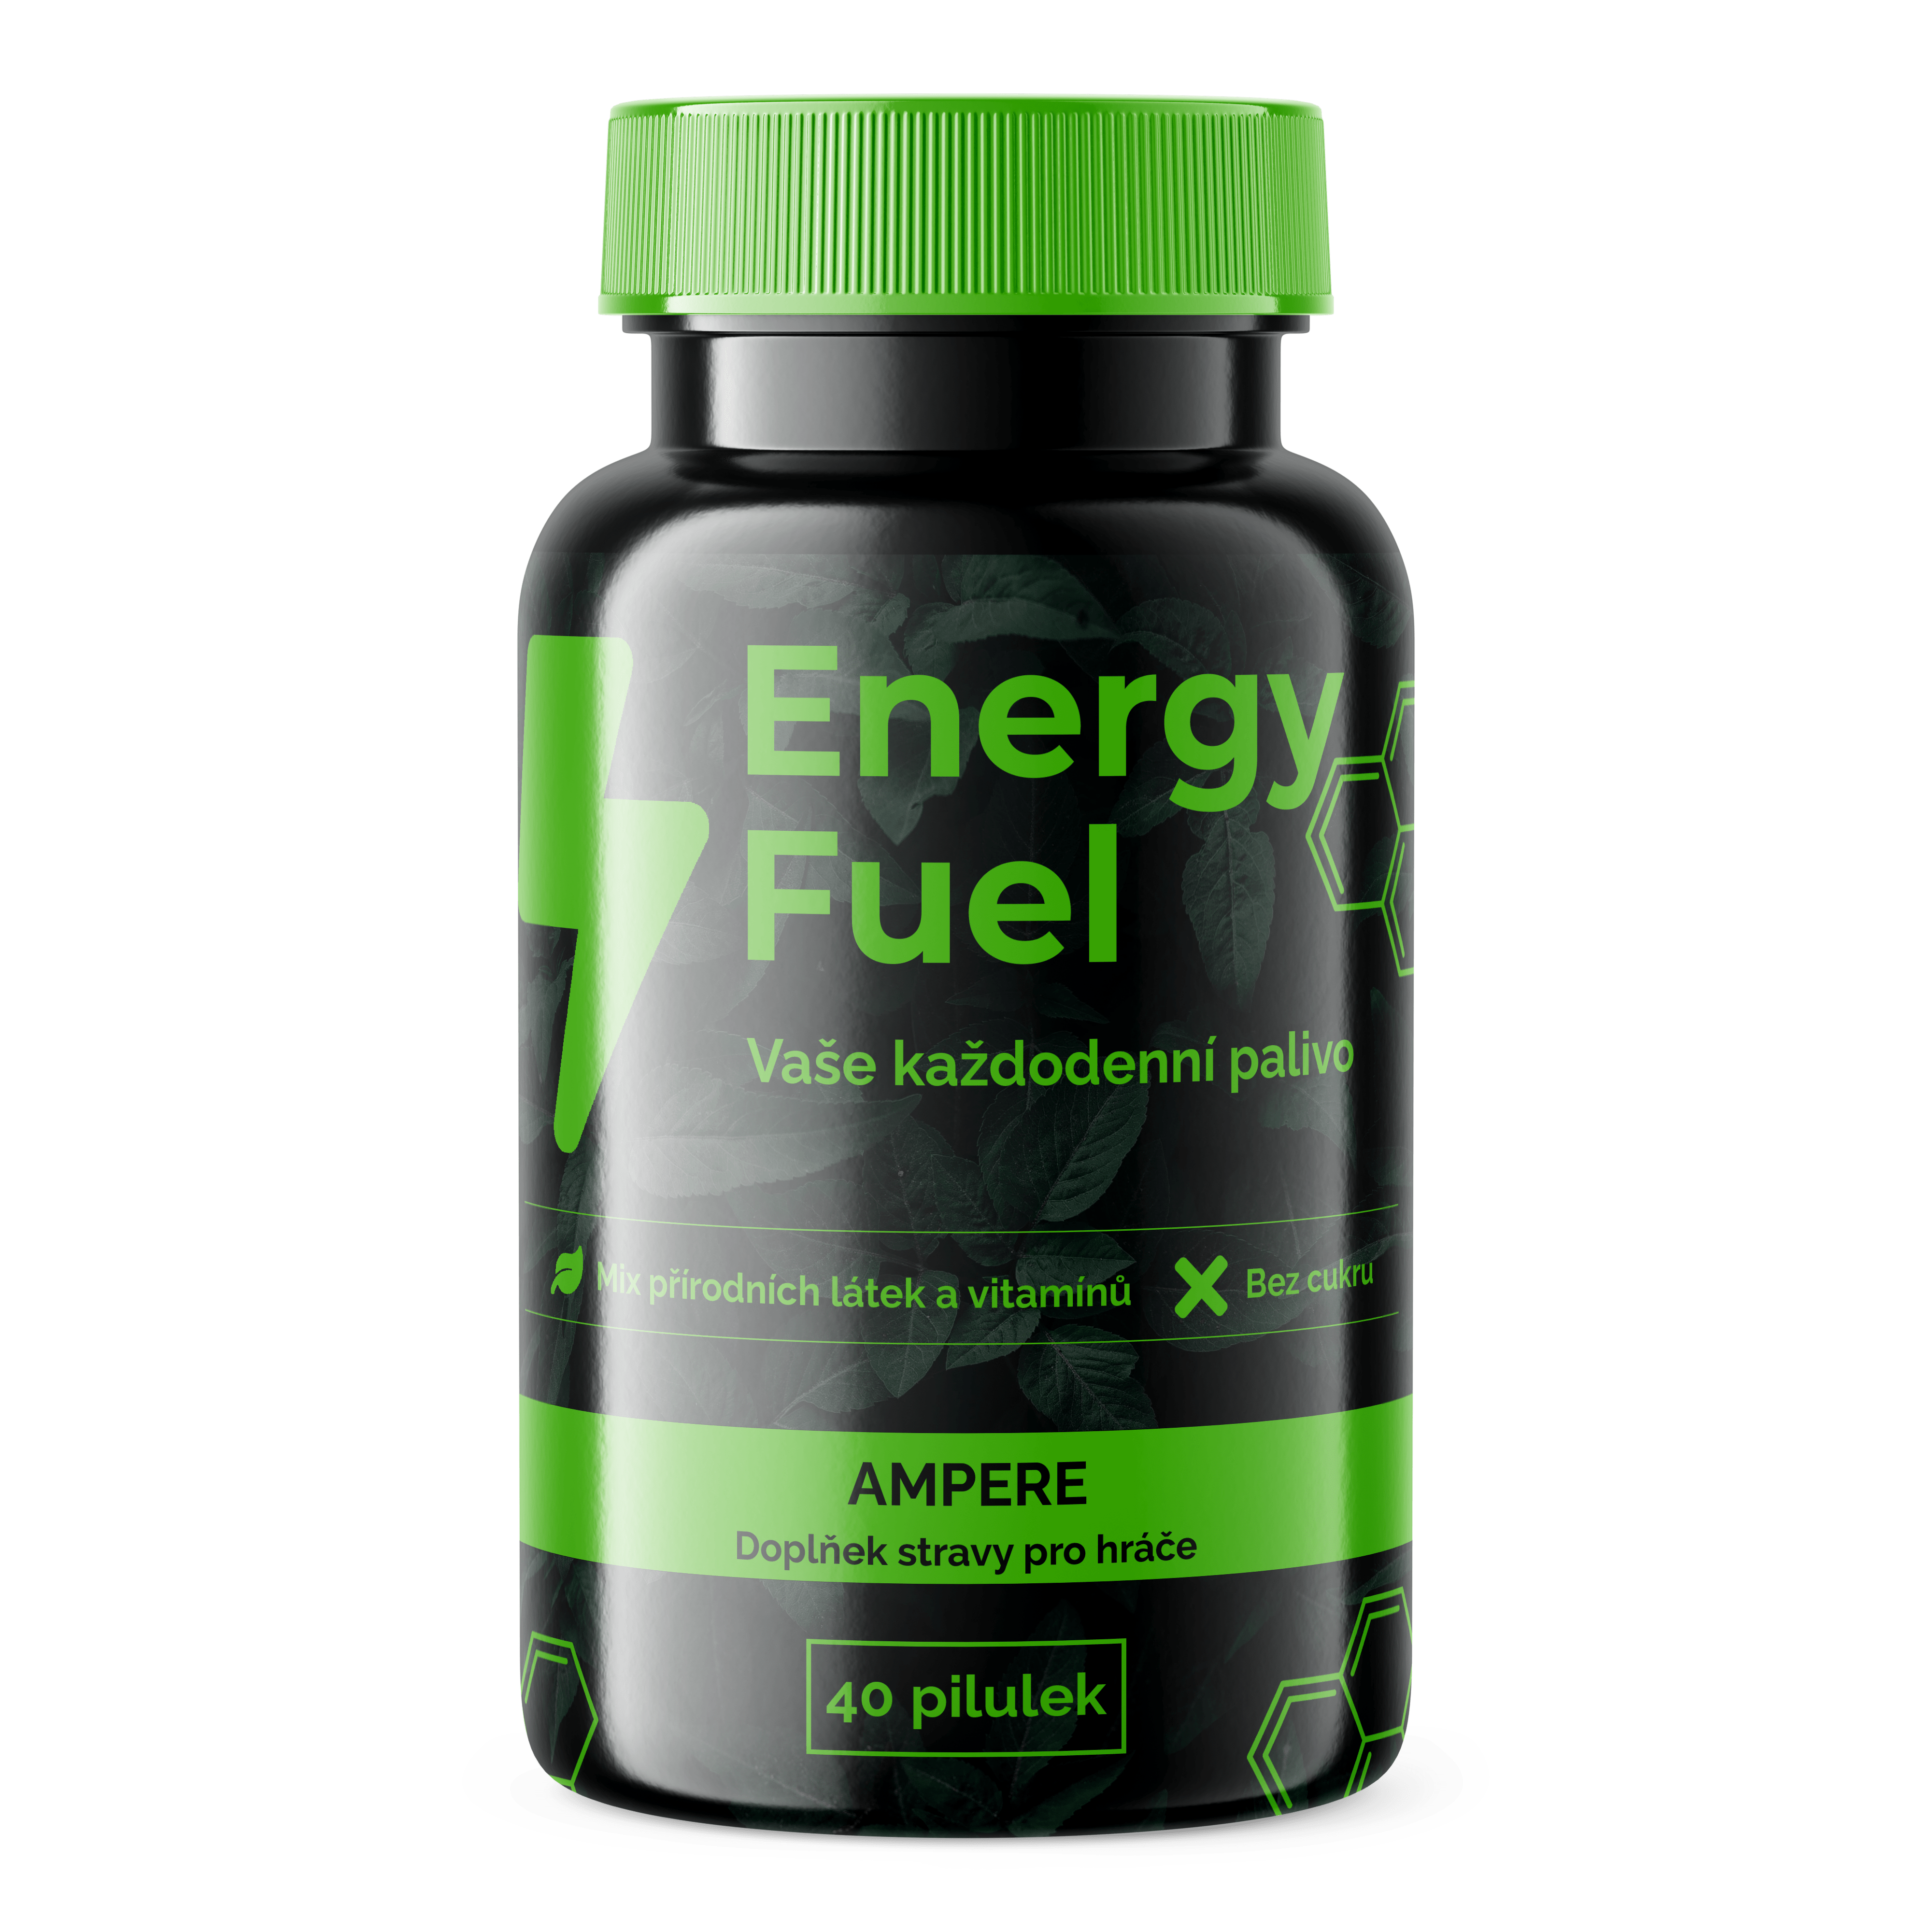 Energy
Fuel
Vaše každodenní palivo
Mix přírodních látek a vitamínů
Bez cukru
AMPERE
Doplňek stravy pro hráče
40 pilulek